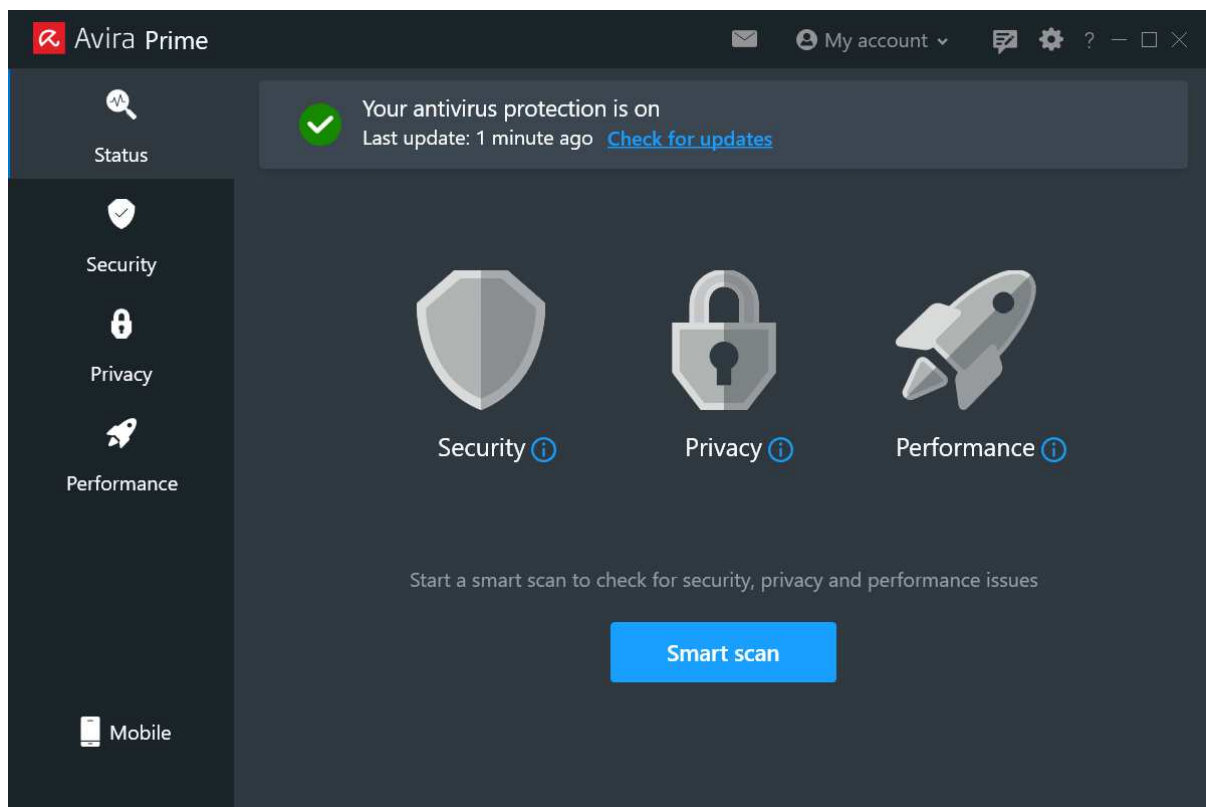 Avira Prime
My account
?
Status
Your antivirus protection is on
Last update: 1 minute ago Check for updates
Security
Privacy
Performance
Mobile
Security
Privacy
Performance
Start a smart scan to check for security, privacy and performance issues
Smart scan